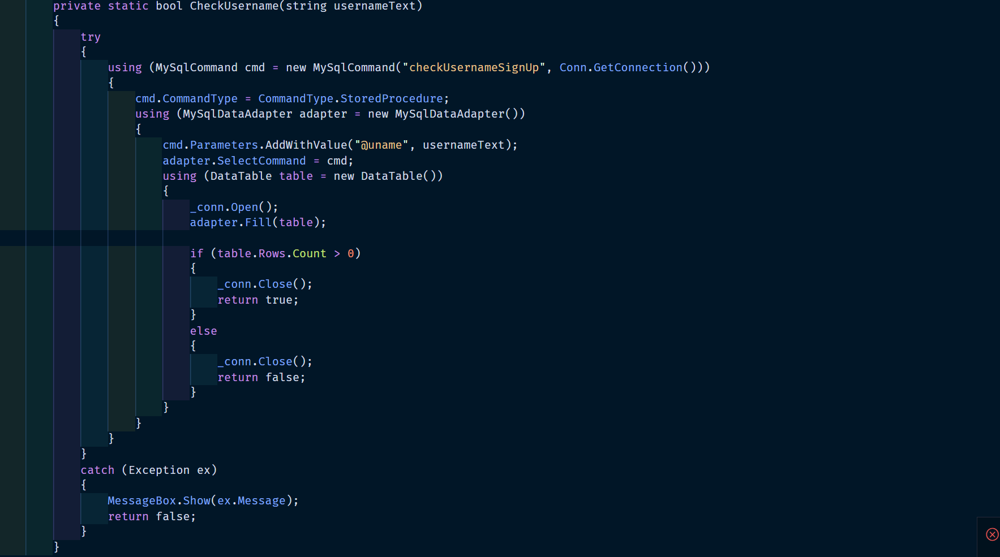 private static bool CheckUsername(string usernameText)
{
try
{
using (MySqlCommand cmd = new MySqlCommand("checkUsernameSignUp", Conn.GetConnection()))
{
cmd.CommandType = CommandType.StoredProcedure;
using (MySqlDataAdapter adapter = new MySqlDataAdapter())
{
cmd.Parameters.AddWithValue("@uname", usernameText);
adapter.SelectCommand = cmd;
using (DataTable table = new DataTable())
{
_conn.Open();
adapter.Fill(table);
if (table.Rows.Count > 0)
{
_conn.Close();
return true;
}
else
{
_conn.Close();
return false;
}
}
}
}
}
catch (Exception ex)
{
MessageBox.Show(ex.Message);
return false;
}
}